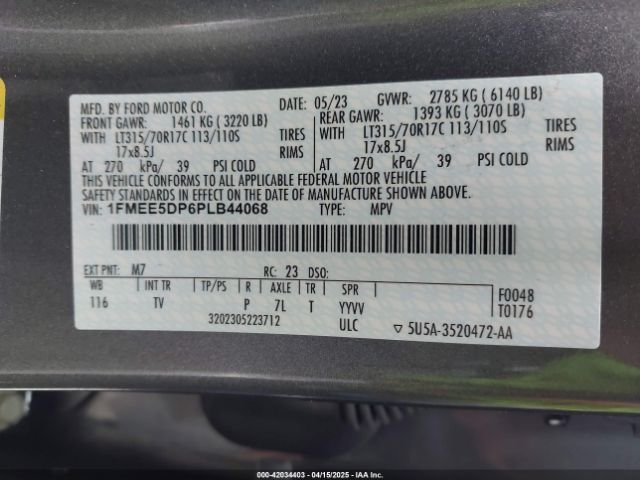 MFD. BY FORD MOTOR CO. DATE: 05/23 GVWR: 2785 KG ( 6140 LB)
FRONT GAWR: 1461 KG ( 3220 LB) REAR GAWR: 1393 KG ( 3070 LB)
WITH LT315/70R17C 113/110S TIRES WITH LT315/70R17C 113/110S TIRES
17x8.5J RIMS 17x8.5J RIMS
AT 270 kPa/ 39 PSI COLD AT 270 kPa/ 39 PSI COLD
THIS VEHICLE CONFORMS TO ALL APPLICABLE FEDERAL MOTOR VEHICLE
SAFETY STANDARDS IN EFFECT ON THE DATE OF MANUFACTURE SHOWN ABOVE.
VIN: 1FMEE5DP6PLB44068 TYPE: MPV
EXT PNT: M7 RC: 23 DSO:
WB INT TR TP/PS R AXLE TR SPR F0048
116 TV P 7L T YYVV T0176
3202305223712 ULC ▽ 5U5A-3520472-AA
000-42034403 - 04/15/2025 - IAAI.COM